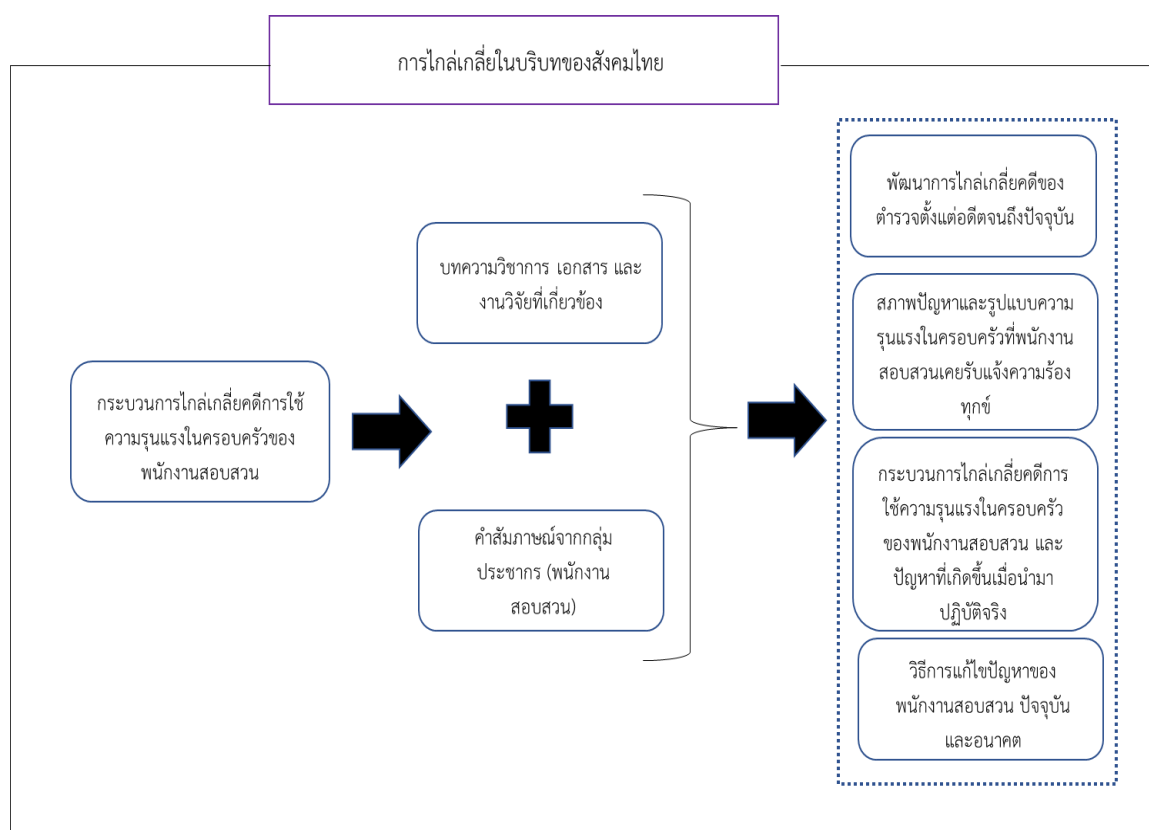 การไกล่เกลี่ยในบริบทของสังคมไทย
กระบวนการไกล่เกลี่ยคดีการใช้
ความรุนแรงในครอบครัวของ
พนักงานสอบสวน
บทความวิชาการ เอกสาร และ
งานวิจัยที่เกี่ยวข้อง
คำสัมภาษณ์จากกลุ่ม
ประชากร (พนักงาน
สอบสวน)
พัฒนาการไกล่เกลี่ยคดีของ
ตำรวจตั้งแต่อดีตจนถึงปัจจุบัน
สภาพปัญหาและรูปแบบความ
รุนแรงในครอบครัวที่พนักงาน
สอบสวนเคยรับแจ้งความร้อง
ทุกข์
กระบวนการไกล่เกลี่ยคดีการ
ใช้ความรุนแรงในครอบครัว
ของพนักงานสอบสวน และ
ปัญหาที่เกิดขึ้นเมื่อนำมา
ปฏิบัติจริง
วิธีการแก้ไขปัญหาของ
พนักงานสอบสวน ปัจจุบัน
และอนาคต